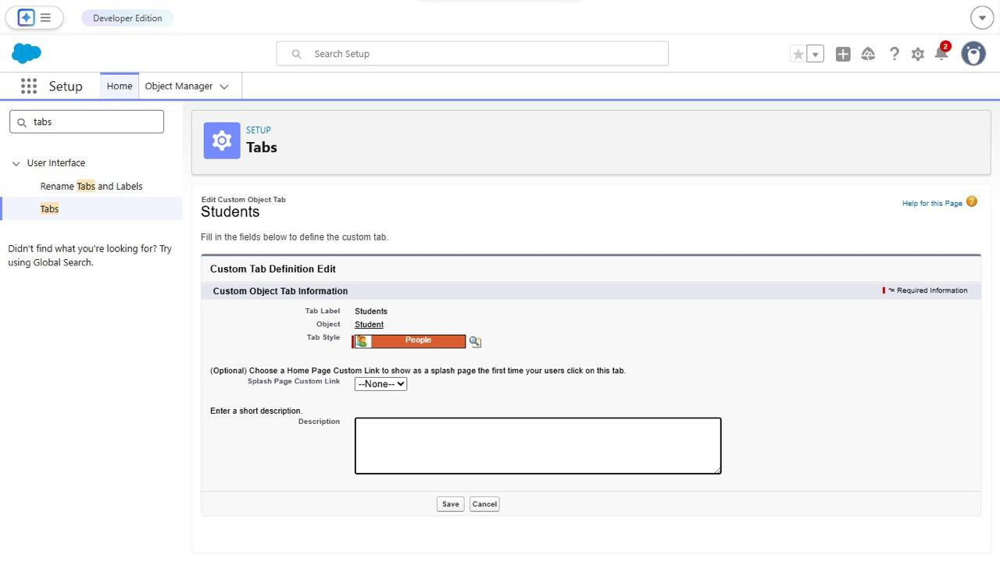 Developer Edition
Search Setup
2
Setup
Home
Object Manager
tabs
User Interface
Rename Tabs and Labels
Tabs
Didn't find what you're looking for? Try
using Global Search.
SETUP
Tabs
Edit Custom Object Tab
Students
Help for this Page
Fill in the fields below to define the custom tab.
Custom Tab Definition Edit
Custom Object Tab Information
= Required Information
Tab Label Students
Object Student
Tab Style People
(Optional) Choose a Home Page Custom Link to show as a splash page the first time your users click on this tab.
Splash Page Custom Link --None--
Enter a short description.
Description
Save Cancel